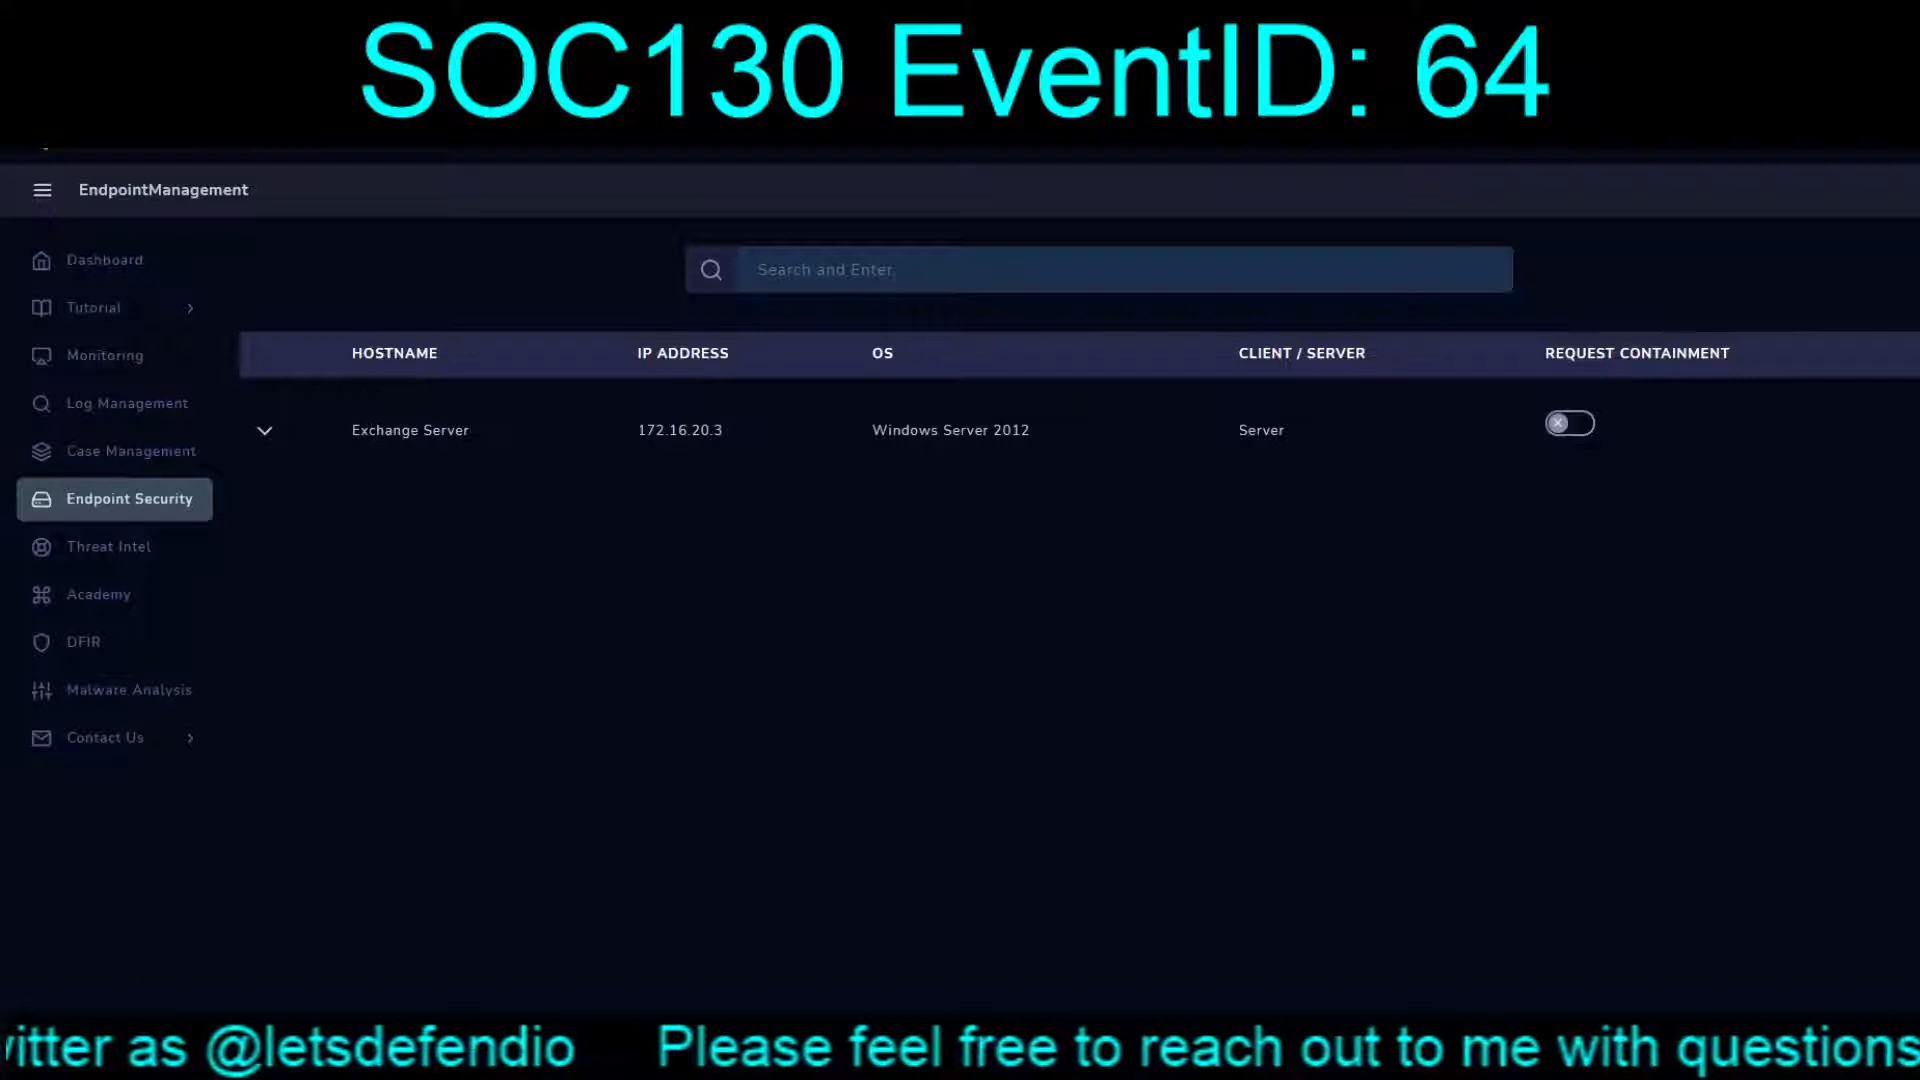 SOC130 EventID: 64
EndpointManagement
Dashboard
Tutorial
Monitoring
Log Management
Case Management
Endpoint Security
Threat Intel
Academy
DFIR
Malware Analysis
Contact Us
Search and Enter.
HOSTNAME IP ADDRESS OS CLIENT / SERVER REQUEST CONTAINMENT
Exchange Server 172.16.20.3 Windows Server 2012 Server
itter as @letsdefendio Please feel free to reach out to me with questions